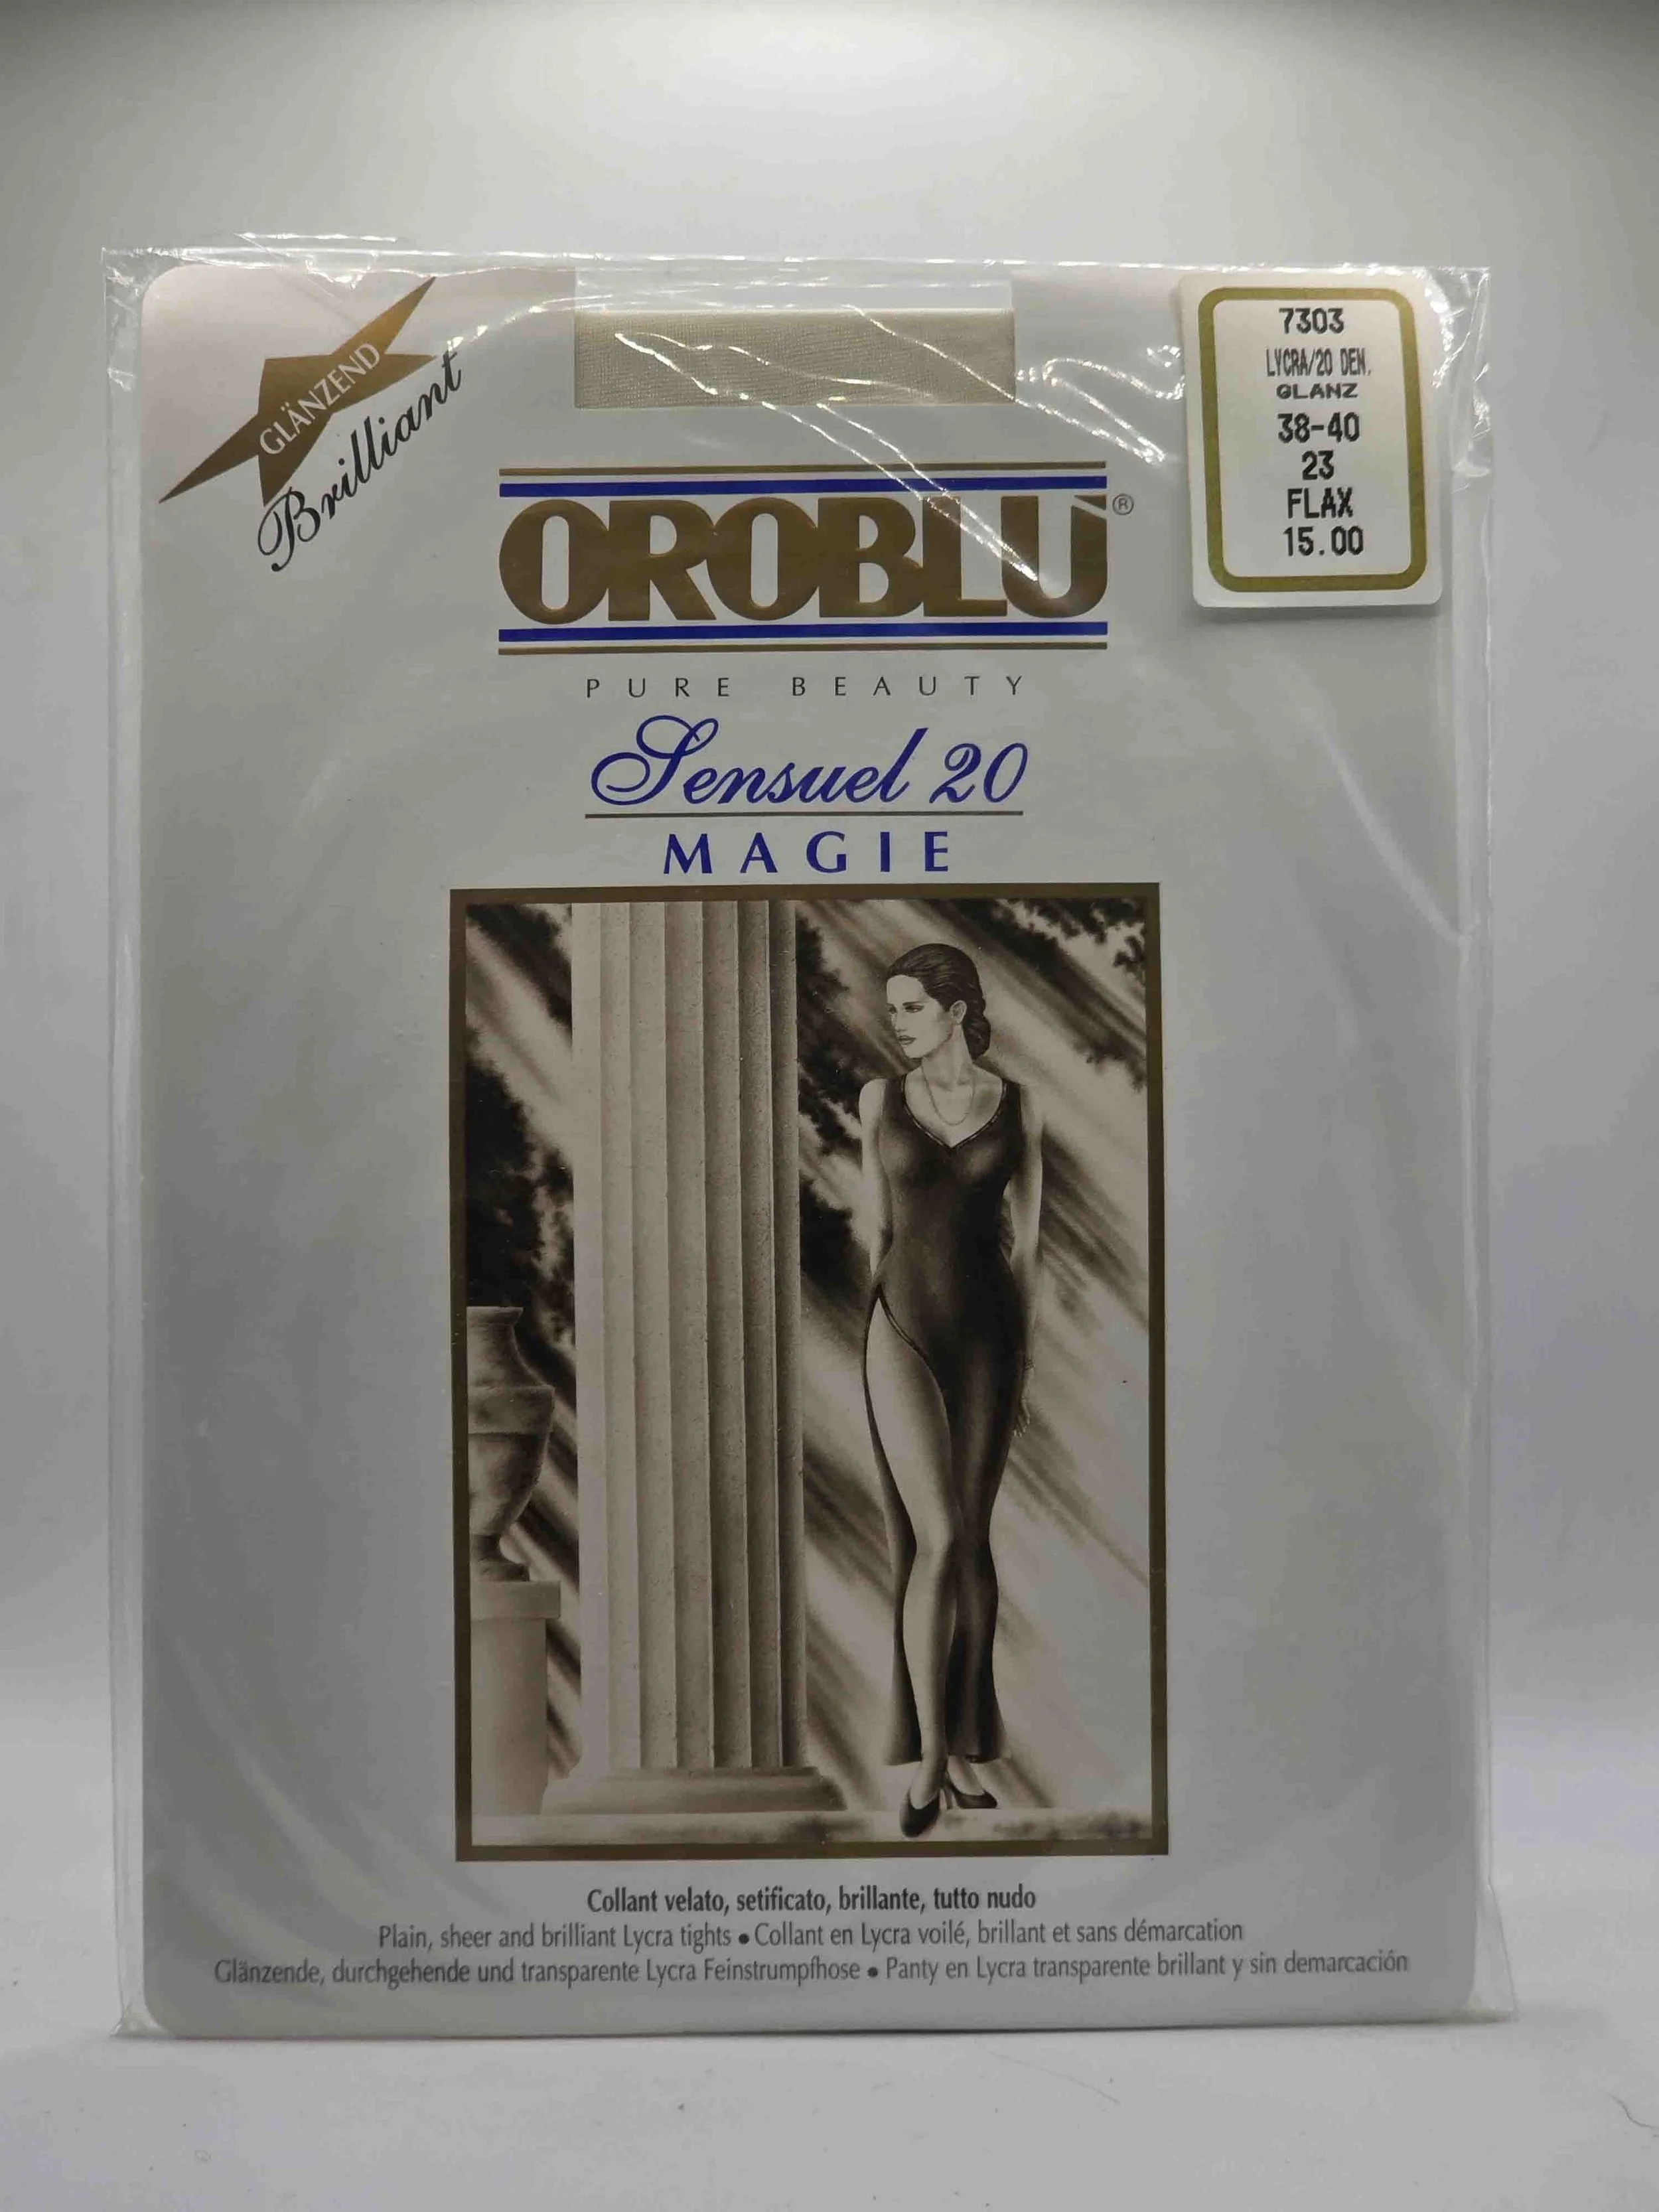 GLÄNZEND
Brilliant
7303
LYCRA/20 DEN.
GLANZ
38-40
23
FLAX
15.00
OROBLÙ®
PURE BEAUTY
Sensuel 20
MAGIE
Collant velato, setificato, brillante, tutto nudo
Plain, sheer and brilliant Lycra tights • Collant en Lycra voilé, brillant et sans démarcation
Glänzende, durchgehende und transparente Lycra Feinstrumpfhose • Panty en Lycra transparente brillant y sin demarcación